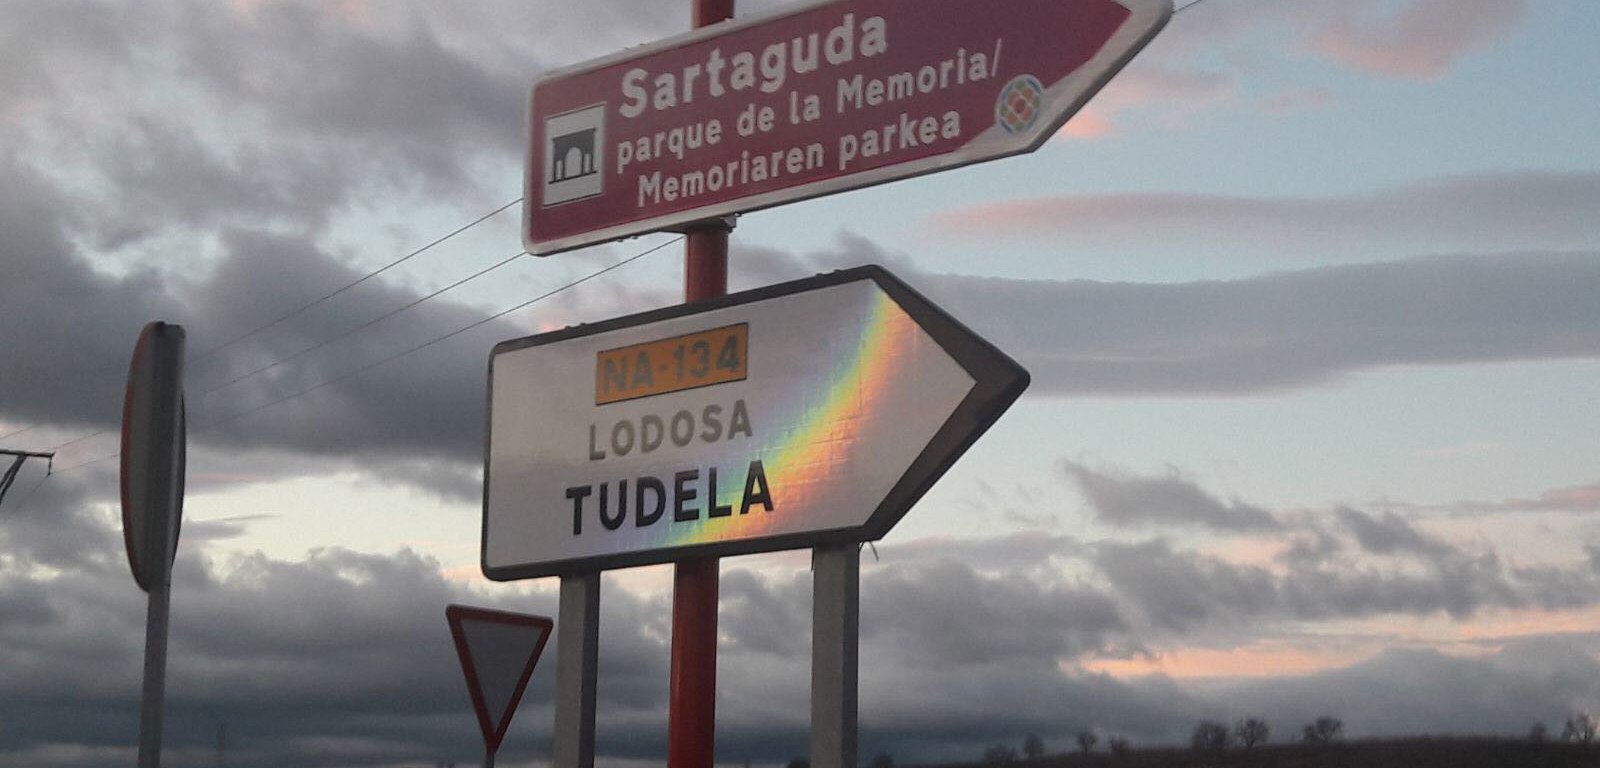 Sartaguda
parque de la Memoria/
Memoriaren parkea
NA-134
LODOSA
TUDELA